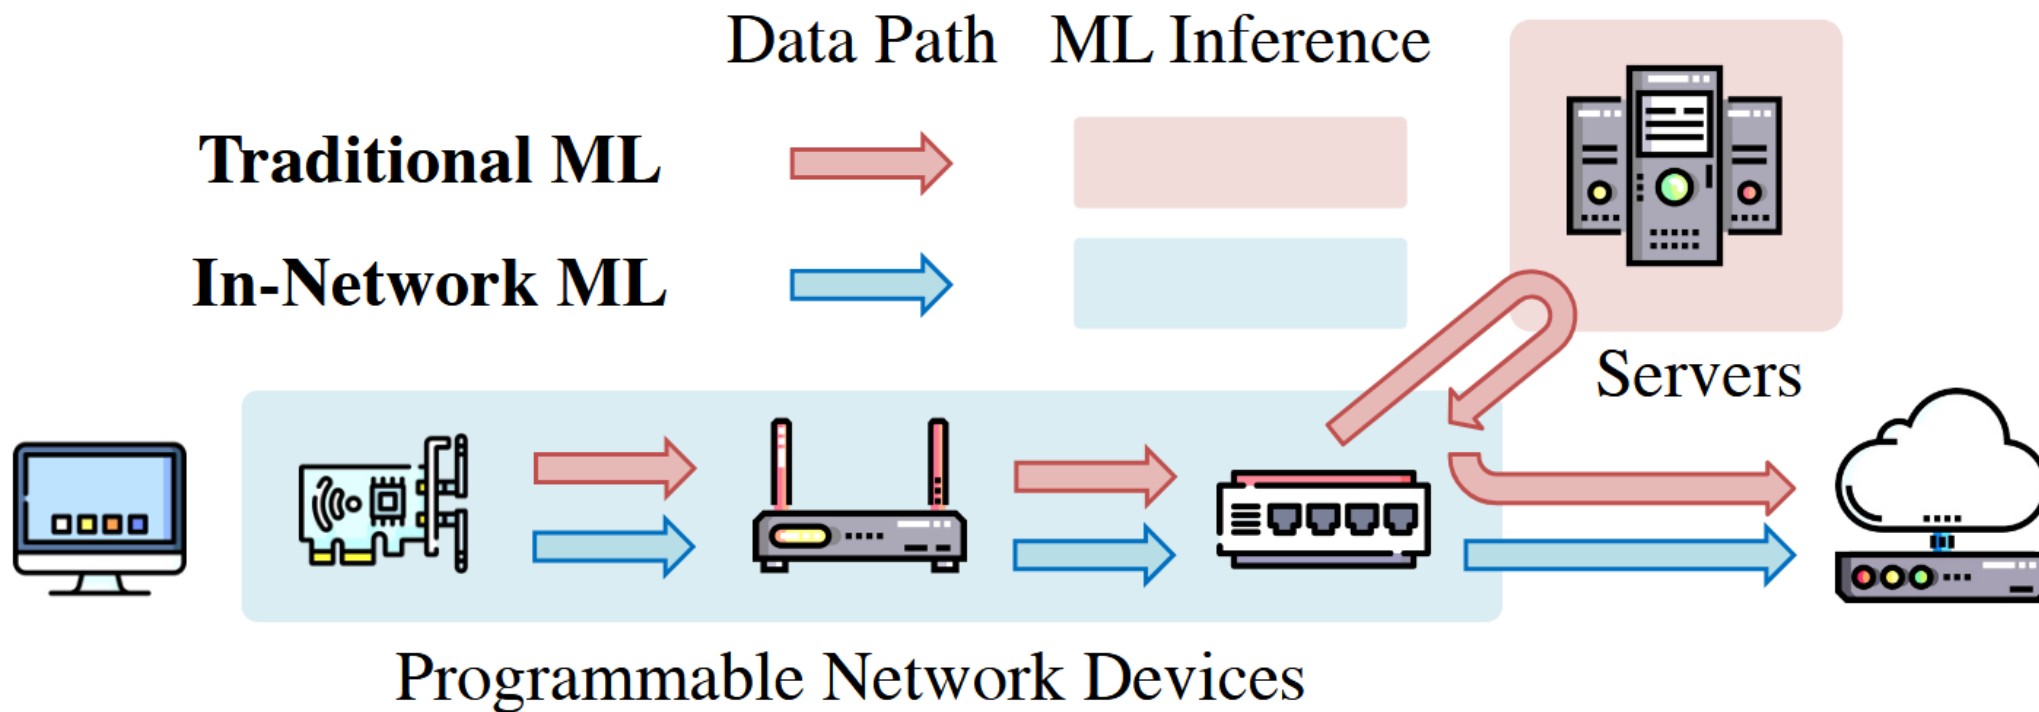 Data Path ML Inference
Traditional ML
In-Network ML
Servers
Programmable Network Devices